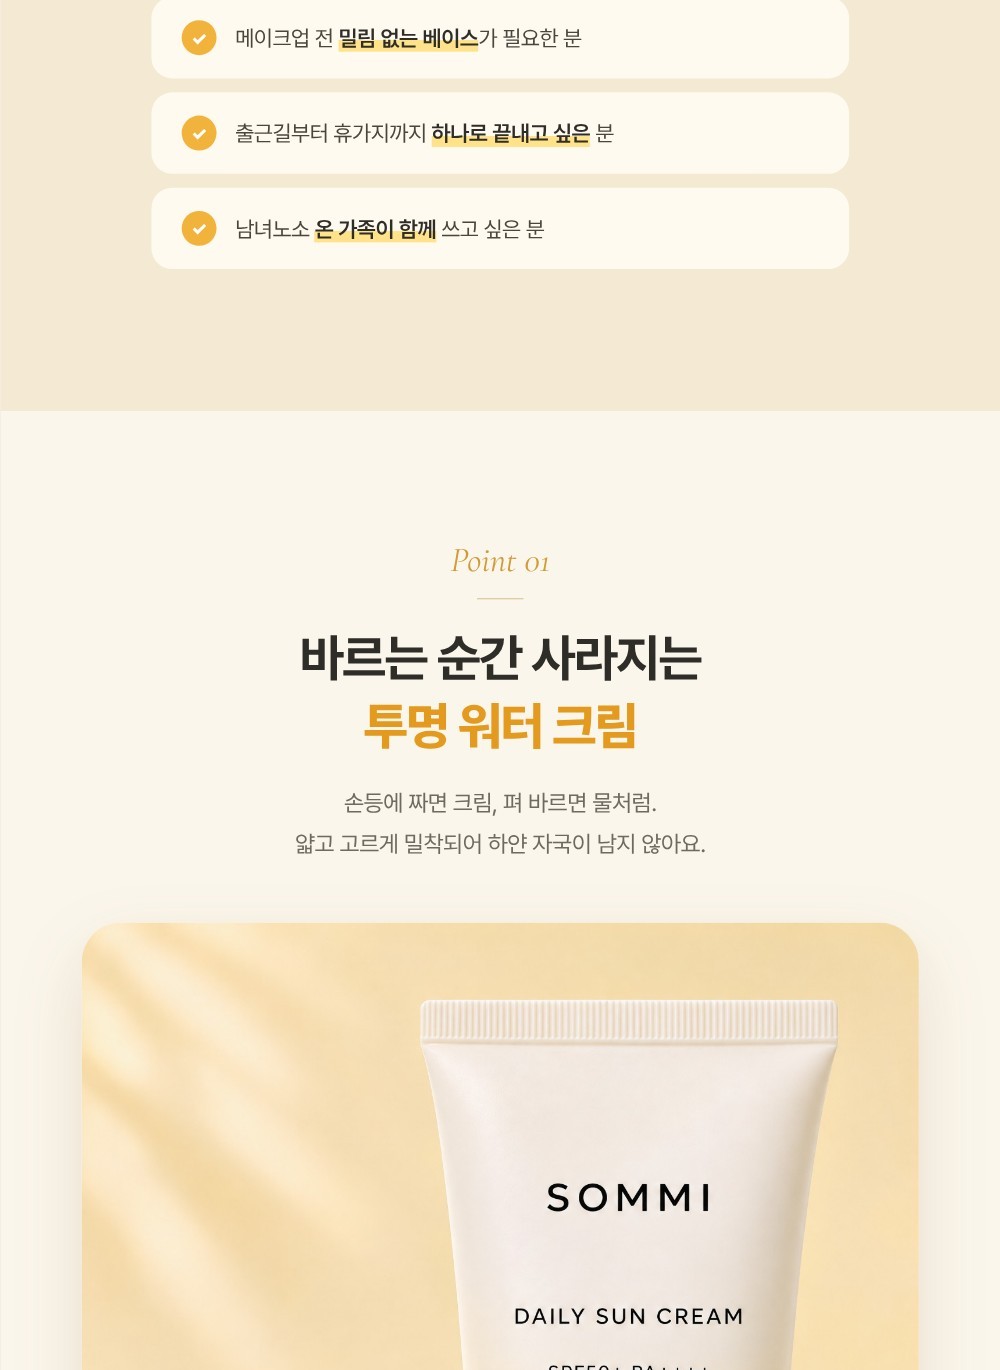 메이크업 전 밀림 없는 베이스가 필요한 분
출근길부터 휴가지까지 하나로 끝내고 싶은 분
남녀노소 온 가족이 함께 쓰고 싶은 분
Point 01
바르는 순간 사라지는
투명 워터 크림
손등에 짜면 크림, 펴 바르면 물처럼.
얇고 고르게 밀착되어 하얀 자국이 남지 않아요.
SOMMI
DAILY SUN CREAM
SPF50+ PA++++